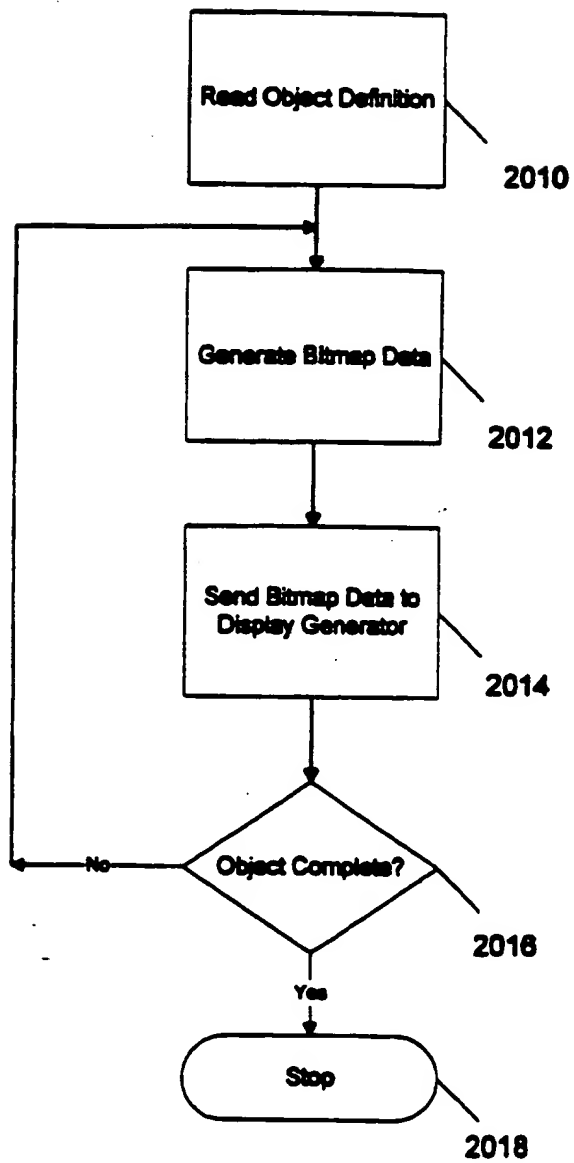 Read Object Definition
2010
Generate Bitmap Data
2012
Send Bitmap Data to
Display Generator
2014
No
Object Complete?
2016
Yes
Stop
2018